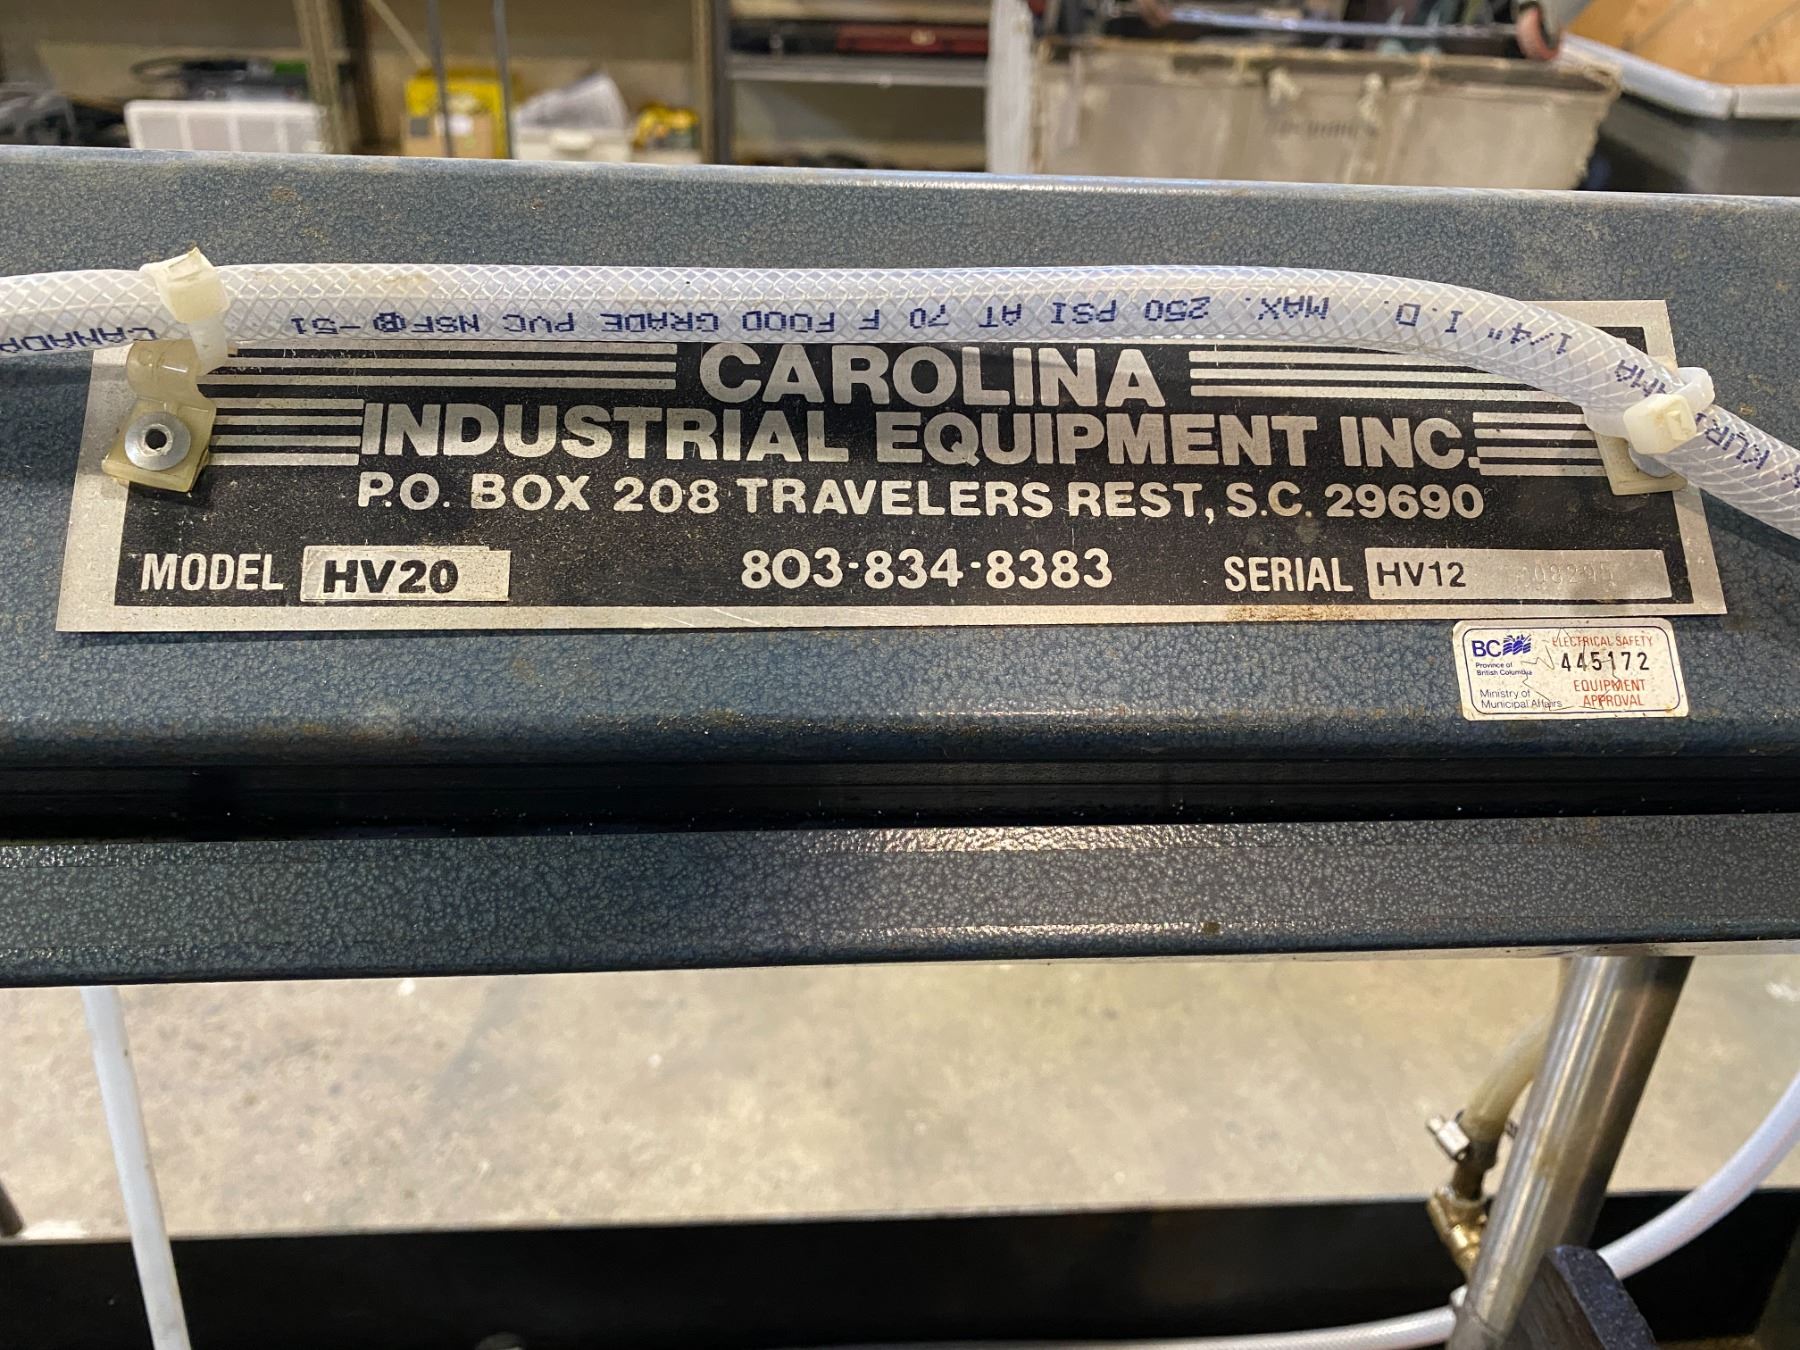 CANADA
NSF®-51 FOOD GRADE PVC 70 F
1/4" I.D. MAX. 250 PSI AT
CAROLINA
INDUSTRIAL EQUIPMENT INC.
P.O. BOX 208 TRAVELERS REST, S.C. 29690
MODEL HV20
803-834-8383
SERIAL HV12
BC
Province of
British Columbia
Ministry of
Municipal Affairs
ELECTRICAL SAFETY
445172
EQUIPMENT
APPROVAL